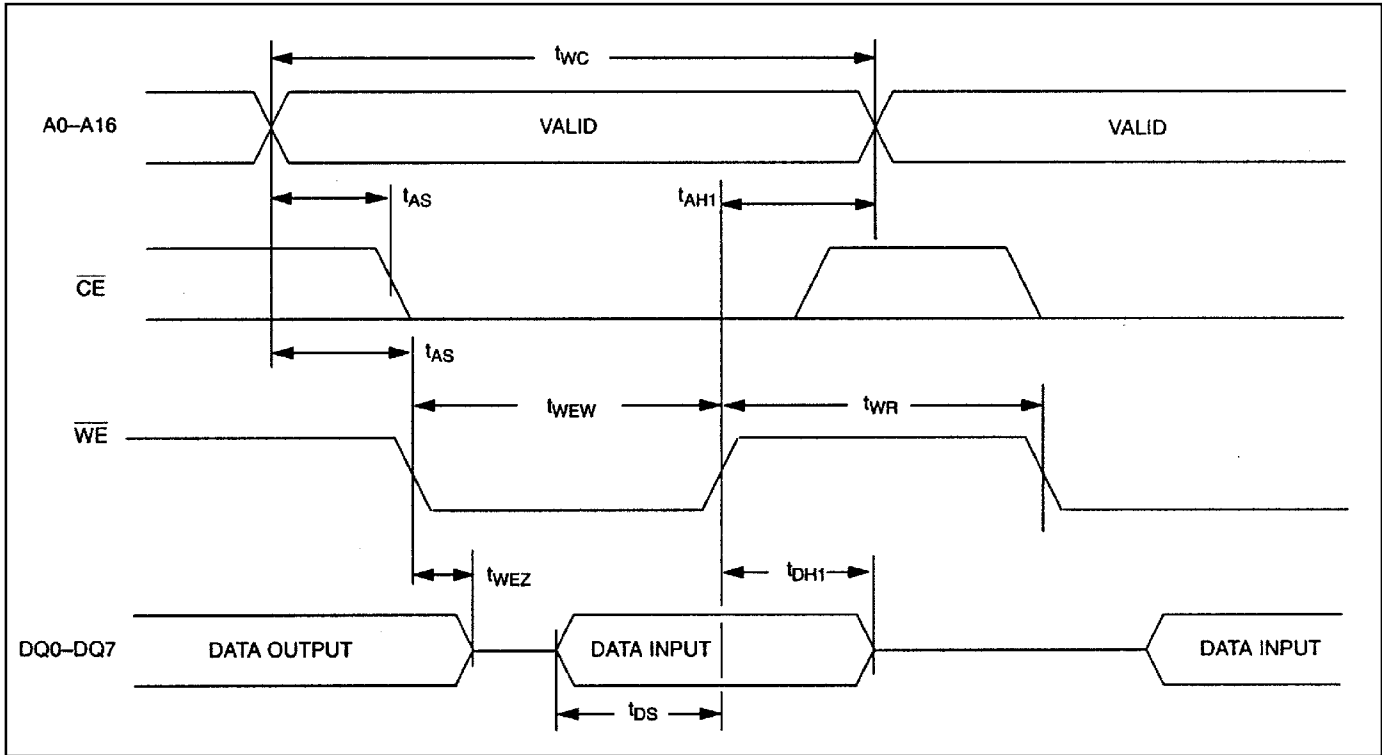 tWC
A0–A16
VALID
VALID
tAS
tAH1
CE
tAS
tWEW
tWR
WE
tWEZ
tDH1
DQ0–DQ7
DATA OUTPUT
DATA INPUT
DATA INPUT
tDS